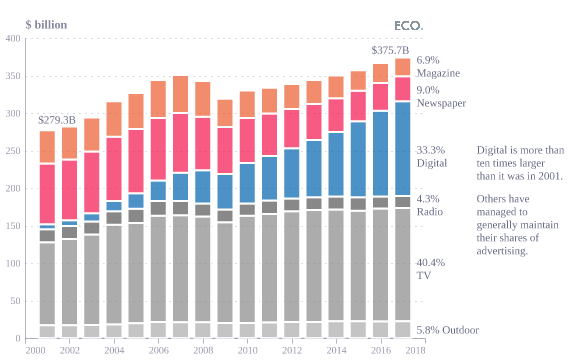 $ billion
ECO.
400
350
300
250
200
150
100
50
0
$279.3B
$375.7B
6.9%
Magazine
9.0%
Newspaper
33.3%
Digital
4.3%
Radio
40.4%
TV
5.8% Outdoor
Digital is more than
ten times larger
than it was in 2001.
Others have
managed to
generally maintain
their shares of
advertising.
2000 2002 2004 2006 2008 2010 2012 2014 2016 2018